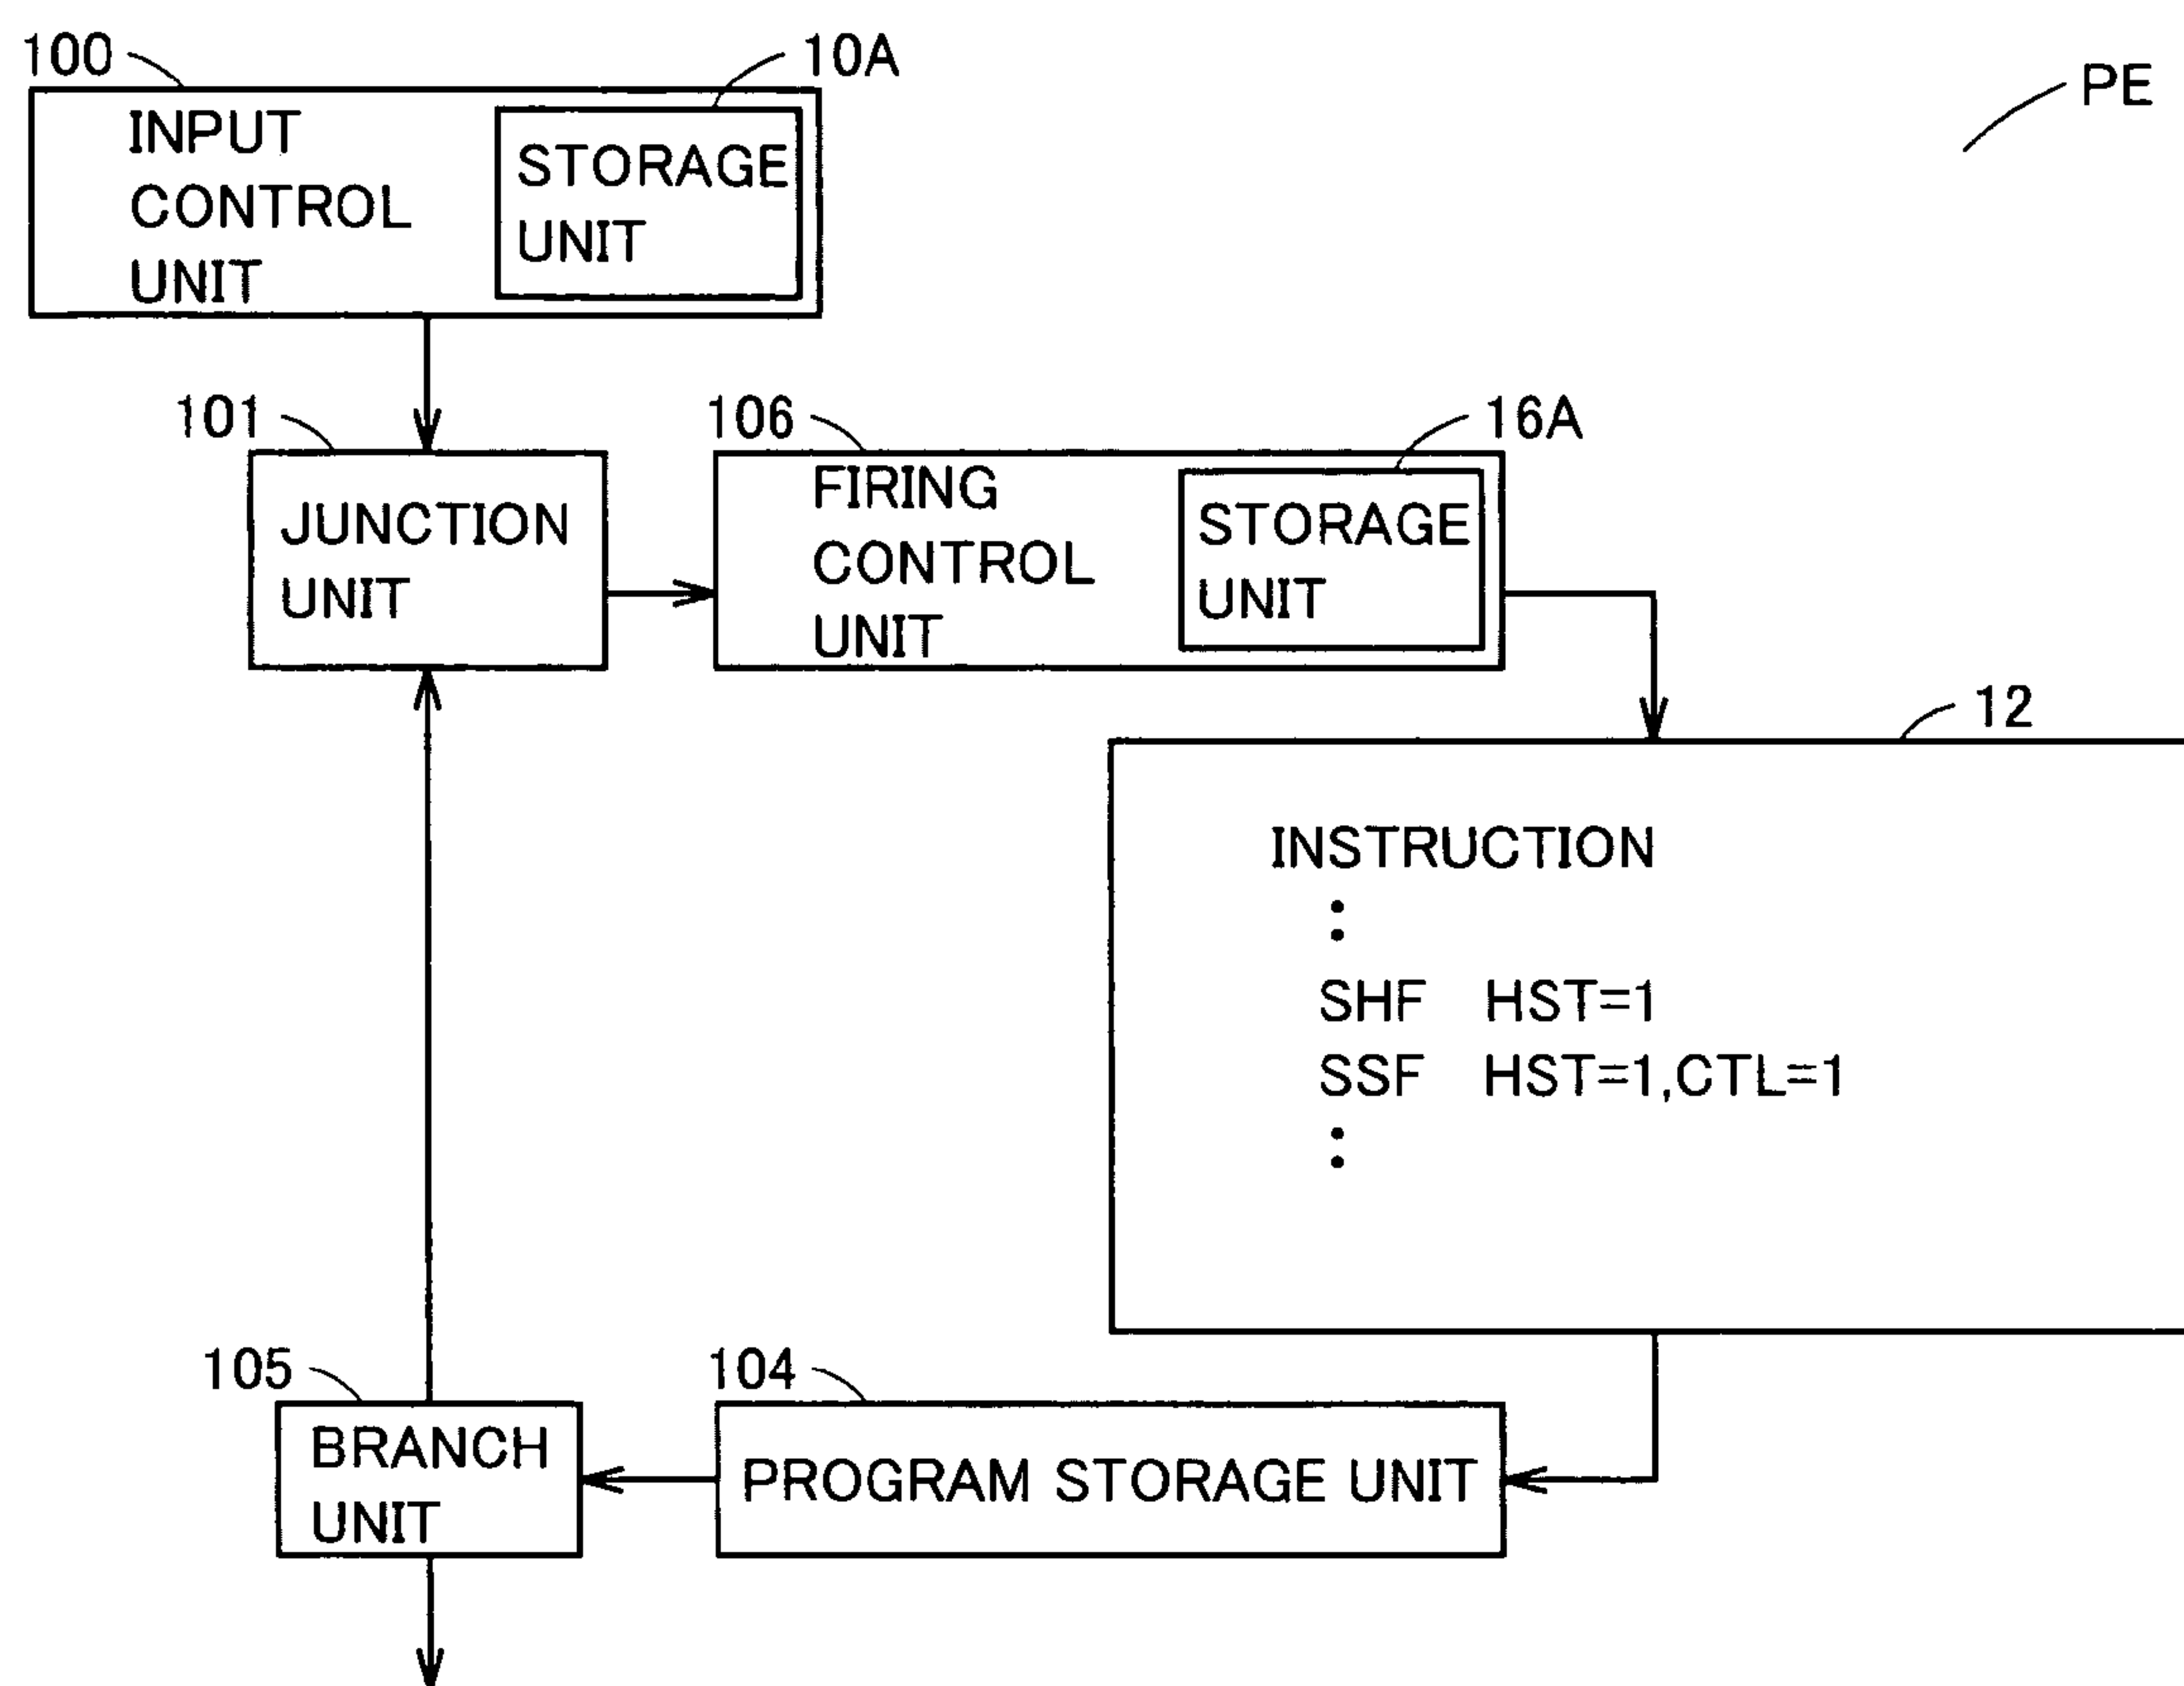 100
10A
PE
INPUT
CONTROL
UNIT
STORAGE
UNIT
101
106
16A
JUNCTION
UNIT
FIRING
CONTROL
UNIT
STORAGE
UNIT
12
INSTRUCTION
SHF HST=1
SSF HST=1,CTL=1
105
104
BRANCH
UNIT
PROGRAM STORAGE UNIT